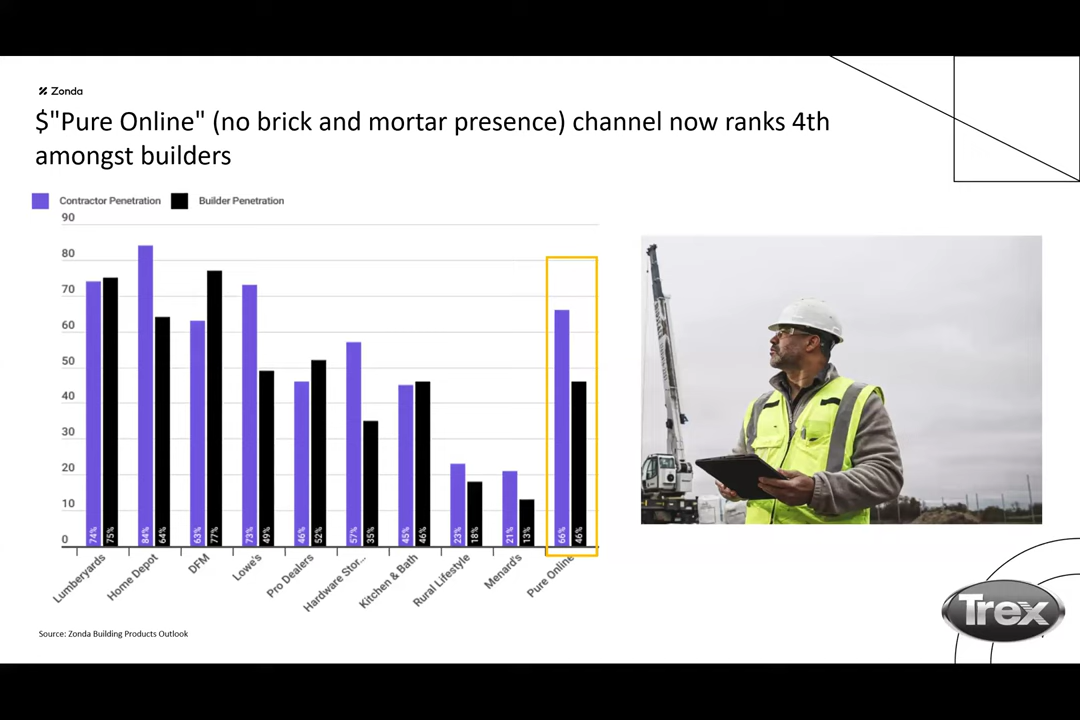 Zonda
$"Pure Online" (no brick and mortar presence) channel now ranks 4th
amongst builders
Contractor Penetration
Builder Penetration
90
80
70
60
50
40
30
20
10
0
74% 75% 84% 64% 63% 77% 73% 49% 46% 52% 57% 35% 45% 46% 23% 18% 21% 13% 66% 46%
Lumberyards
Home Depot
DFM
Lowe's
Pro Dealers
Hardware Stor...
Kitchen & Bath
Rural Lifestyle
Menard's
Pure Online
Trex
Source: Zonda Building Products Outlook